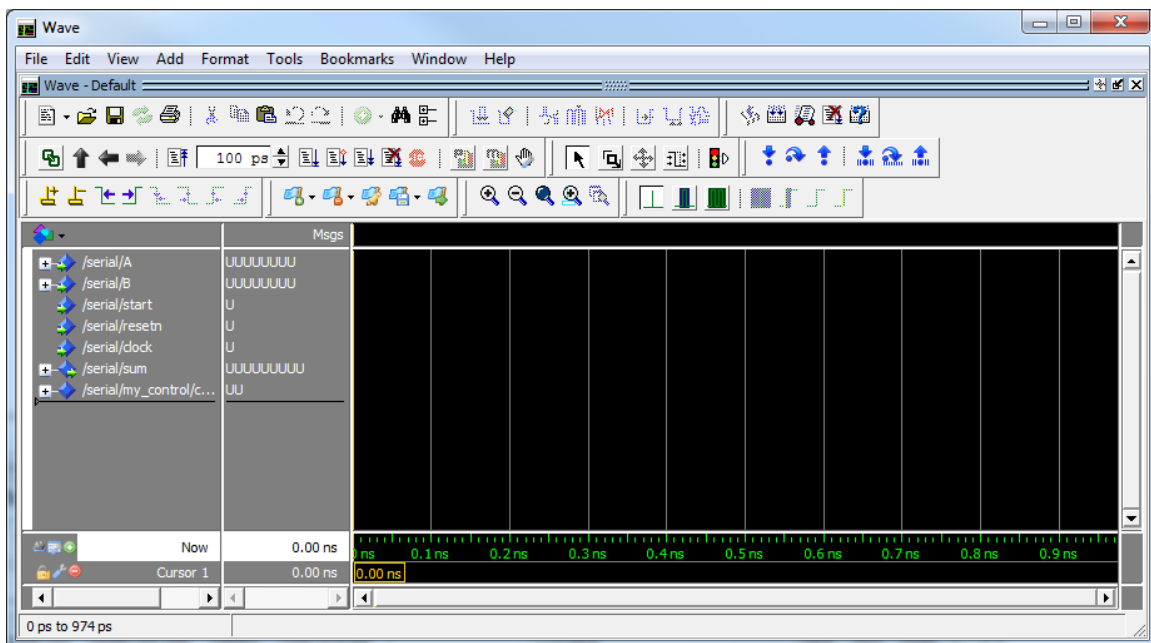 Wave
File Edit View Add Format Tools Bookmarks Window Help
Wave - Default
100 ps
Msgs
/serial/A UUUUUUUU
/serial/B UUUUUUUU
/serial/start U
/serial/resetn U
/serial/clock U
/serial/sum UUUUUUUUU
/serial/my_control/c... UU
Now 0.00 ns
ns 0.1 ns 0.2 ns 0.3 ns 0.4 ns 0.5 ns 0.6 ns 0.7 ns 0.8 ns 0.9 ns
Cursor 1 0.00 ns 0.00 ns
0 ps to 974 ps